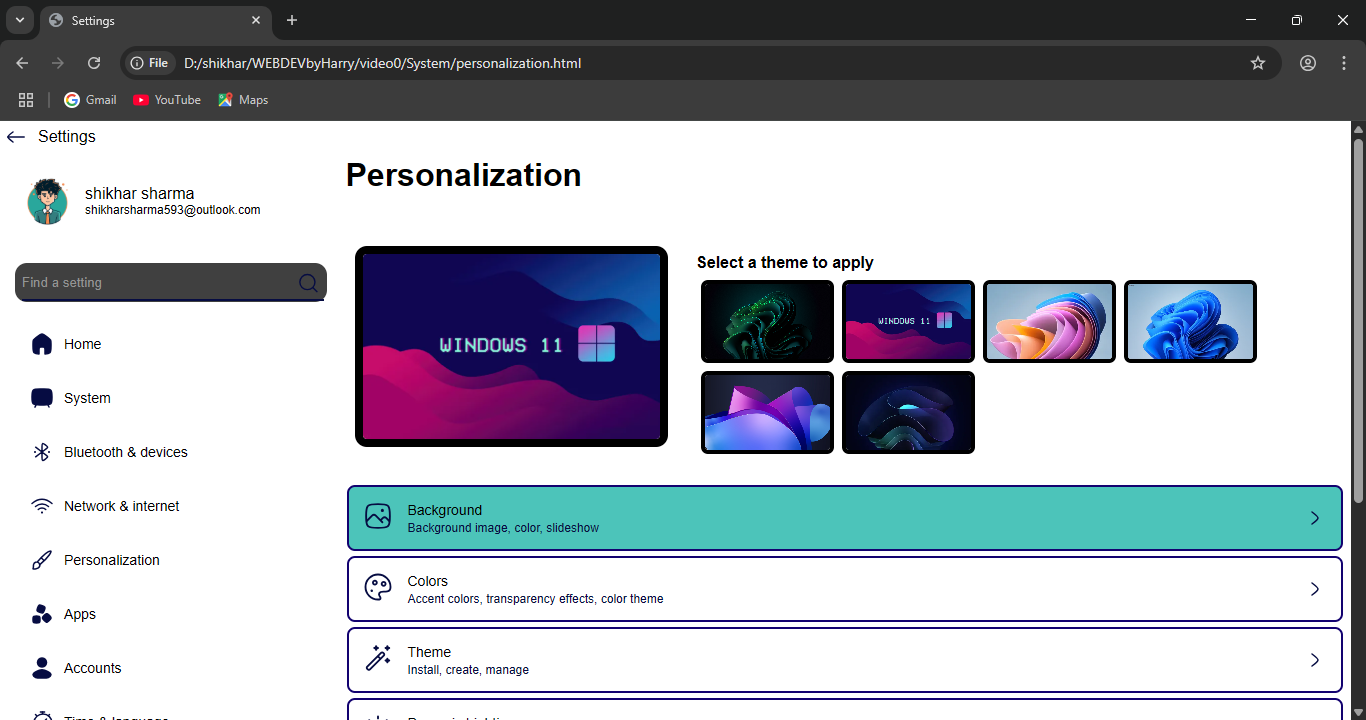 Settings
File
D:/shikhar/WEBDEVbyHarry/video0/System/personalization.html
Gmail
YouTube
Maps
Settings
shikhar sharma
shikharsharma593@outlook.com
Find a setting
Home
System
Bluetooth & devices
Network & internet
Personalization
Apps
Accounts
Time & language
Personalization
WINDOWS 11
Select a theme to apply
WINDOWS 11
Background
Background image, color, slideshow
Colors
Accent colors, transparency effects, color theme
Theme
Install, create, manage